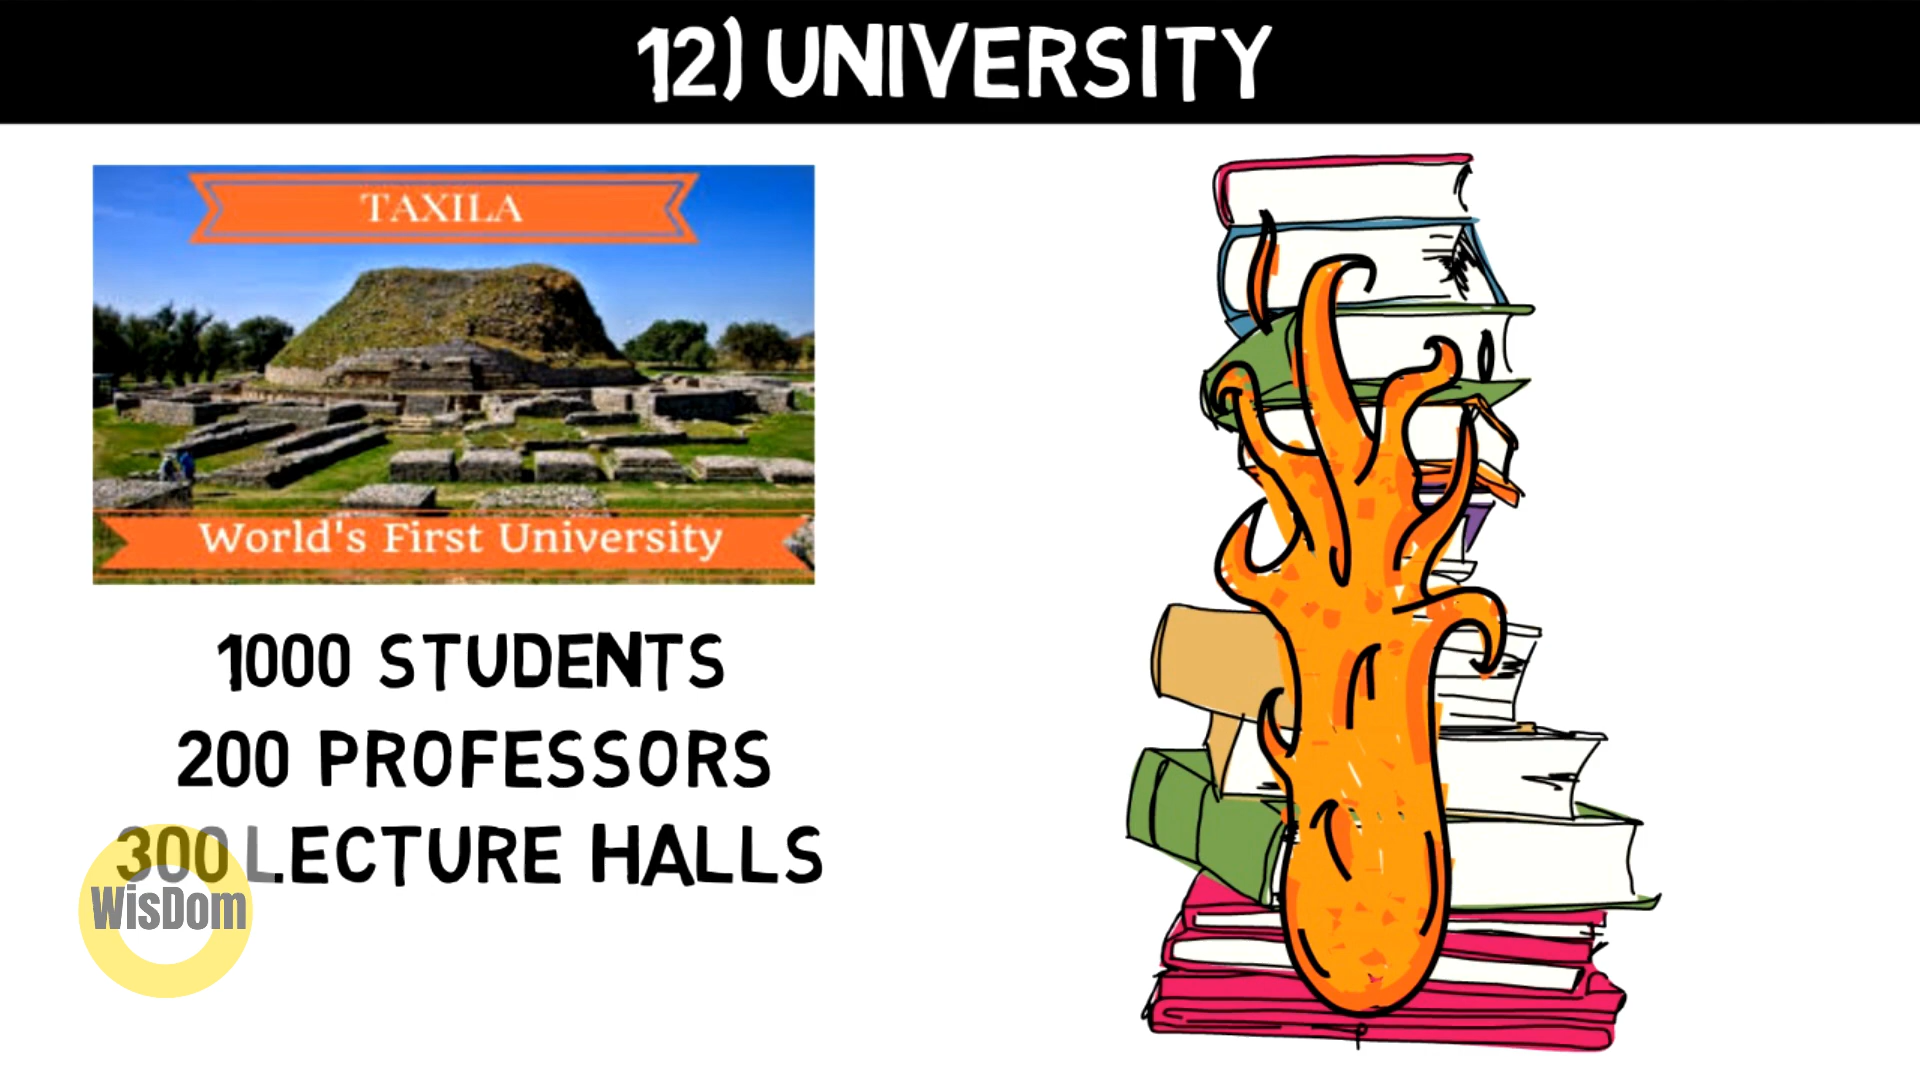 12) UNIVERSITY
TAXILA
World's First University
1000 STUDENTS
200 PROFESSORS
300 LECTURE HALLS
WisDom